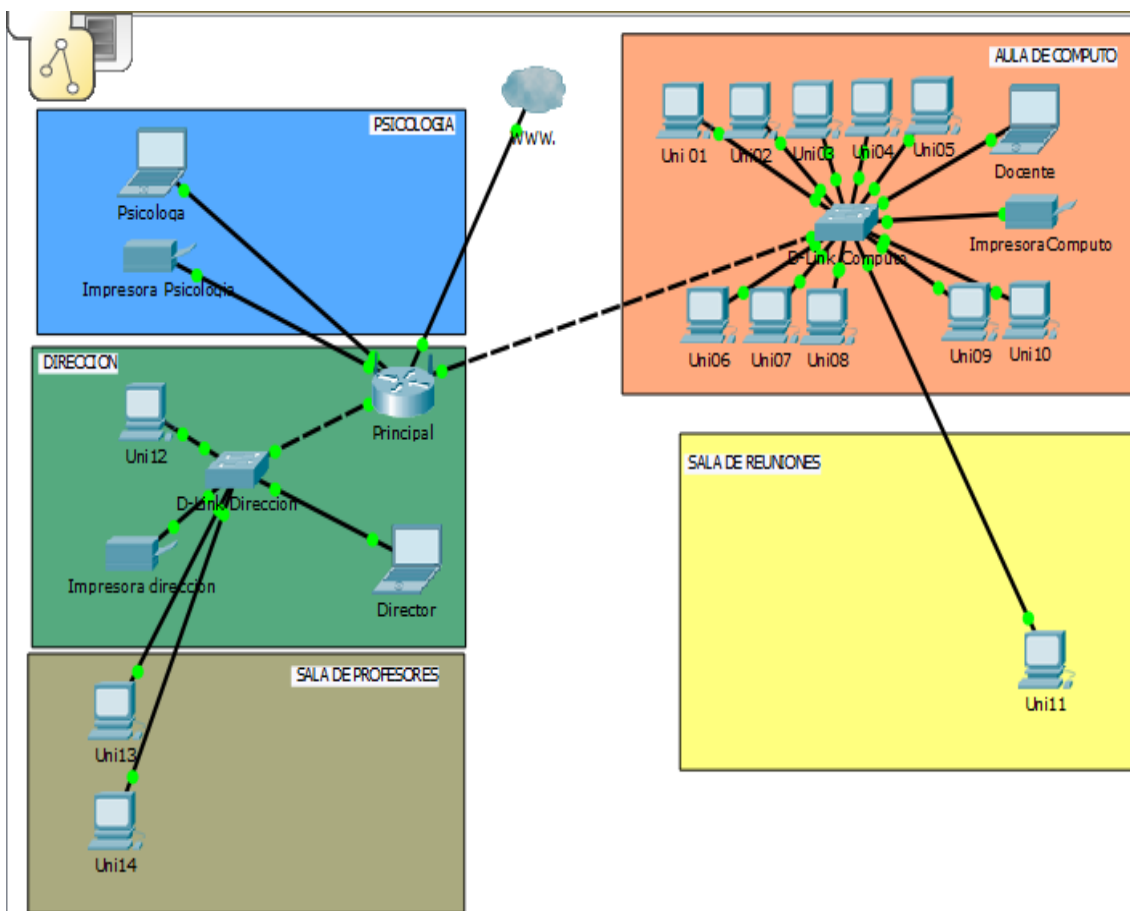 PSICOLOGIA
Psicologa
Impresora Psicologia
WWW.
AULA DE COMPUTO
Uni 01
Uni02
Uni03
Uni04
Uni05
Docente
Impresora Computo
D-Link Computo
Uni06
Uni07
Uni08
Uni09
Uni10
DIRECCION
Principal
Uni12
D-Link Direccion
Impresora direccion
Director
SALA DE REUNIONES
Uni11
SALA DE PROFESORES
Uni13
Uni14